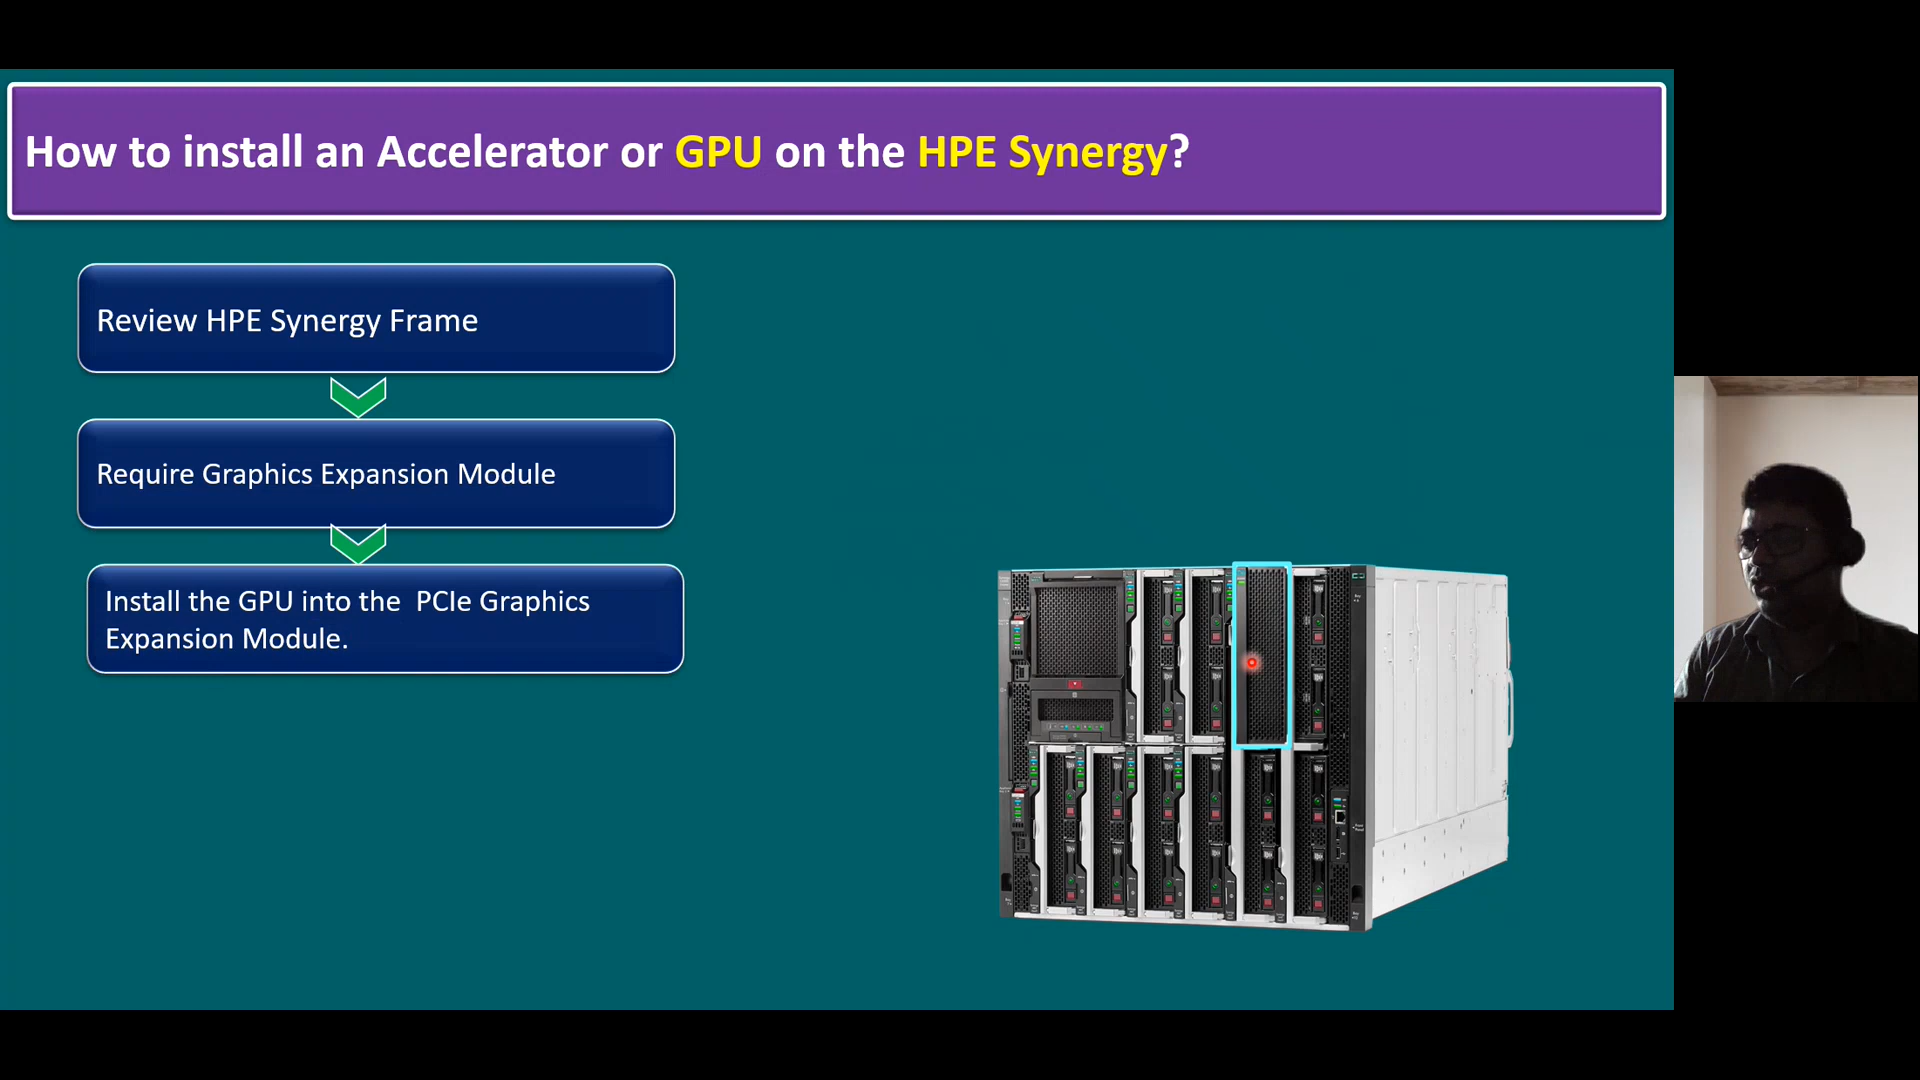 How to install an Accelerator or GPU on the HPE Synergy?
Review HPE Synergy Frame
Require Graphics Expansion Module
Install the GPU into the  PCIe Graphics
Expansion Module.